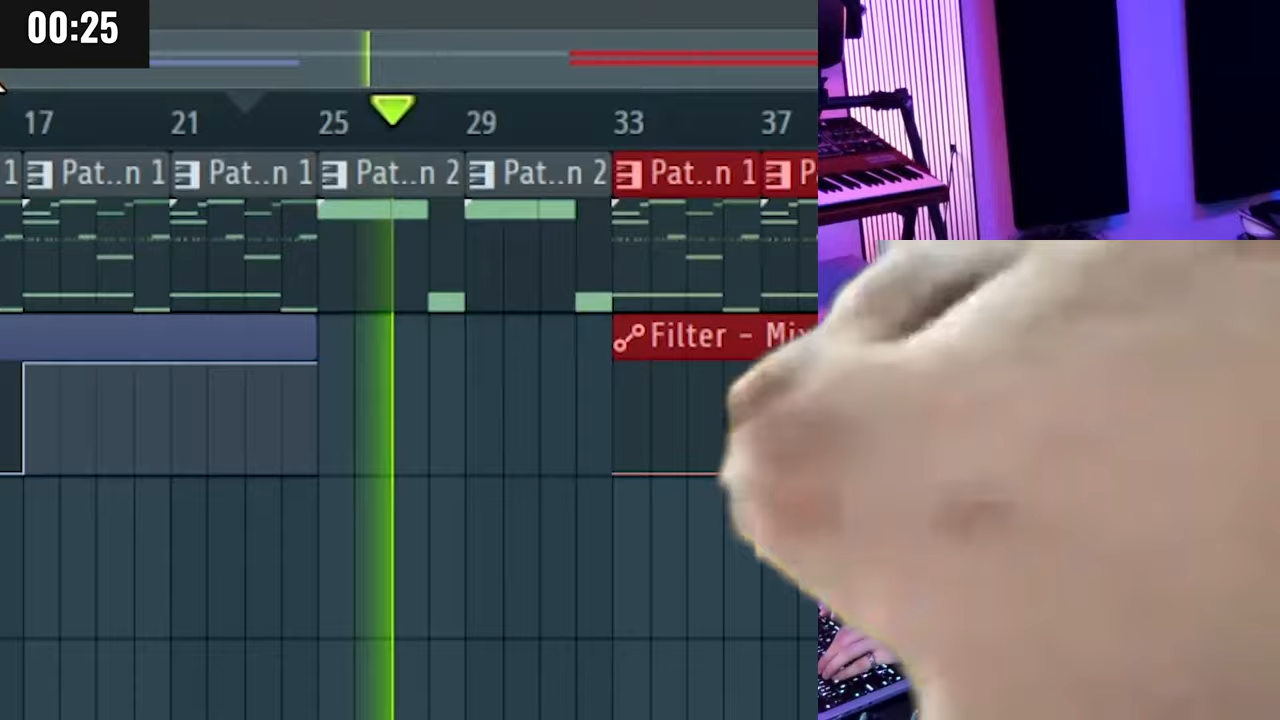 00:25
17 21 25 29 33 37
1 Pat..n 1 Pat..n 1 Pat..n 2 Pat..n 2 Pat..n 1 P
Filter - Mix